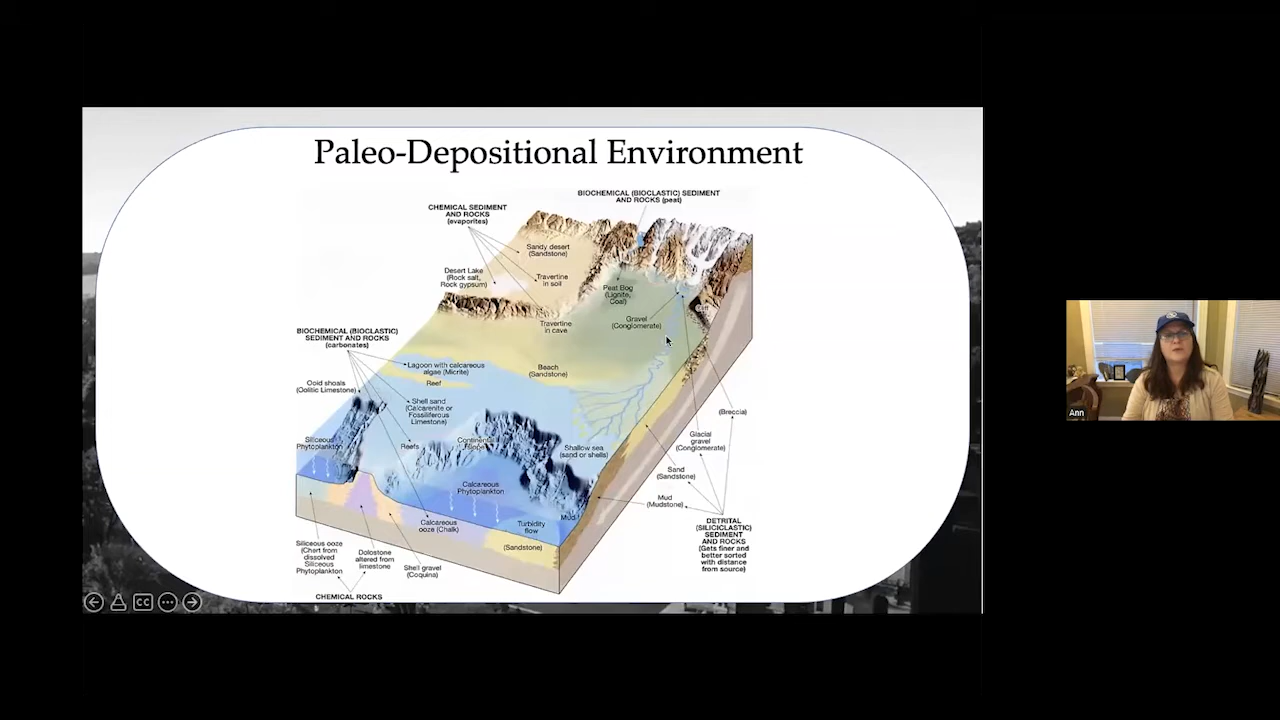 Paleo-Depositional Environment
BIOCHEMICAL (BIOCLASTIC) SEDIMENT
AND ROCKS (peat)
CHEMICAL SEDIMENT
AND ROCKS
(evaporites)
Sandy desert
(Sandstone)
Desert Lake
(Rock salt,
Rock gypsum)
Travertine
in soil
Peat Bog
(Lignite,
Coal)
Cliff
Gravel
(Conglomerate)
Travertine
in cave
BIOCHEMICAL (BIOCLASTIC)
SEDIMENT AND ROCKS
(carbonates)
Lagoon with calcareous
algae (Micrite)
Beach
(Sandstone)
Reef
Ooid shoals
(Oolitic Limestone)
Shell sand
(Calcarenite or
Fossiliferous
Limestone)
(Breccia)
Siliceous
Phytoplankton
Reefs
Continental
Slope
Shallow sea
(sand or shells)
Glacial
gravel
(Conglomerate)
Sand
(Sandstone)
Calcareous
Phytoplankton
Mud
(Mudstone)
Mud
Calcareous
ooze (Chalk)
Turbidity
flow
(Sandstone)
DETRITAL
(SILICICLASTIC)
SEDIMENT
AND ROCKS
(Gets finer and
better sorted
with distance
from source)
Siliceous ooze
(Chert from
dissolved
Siliceous
Phytoplankton
Dolostone
altered from
limestone
Shell gravel
(Coquina)
CHEMICAL ROCKS
CC
Ann